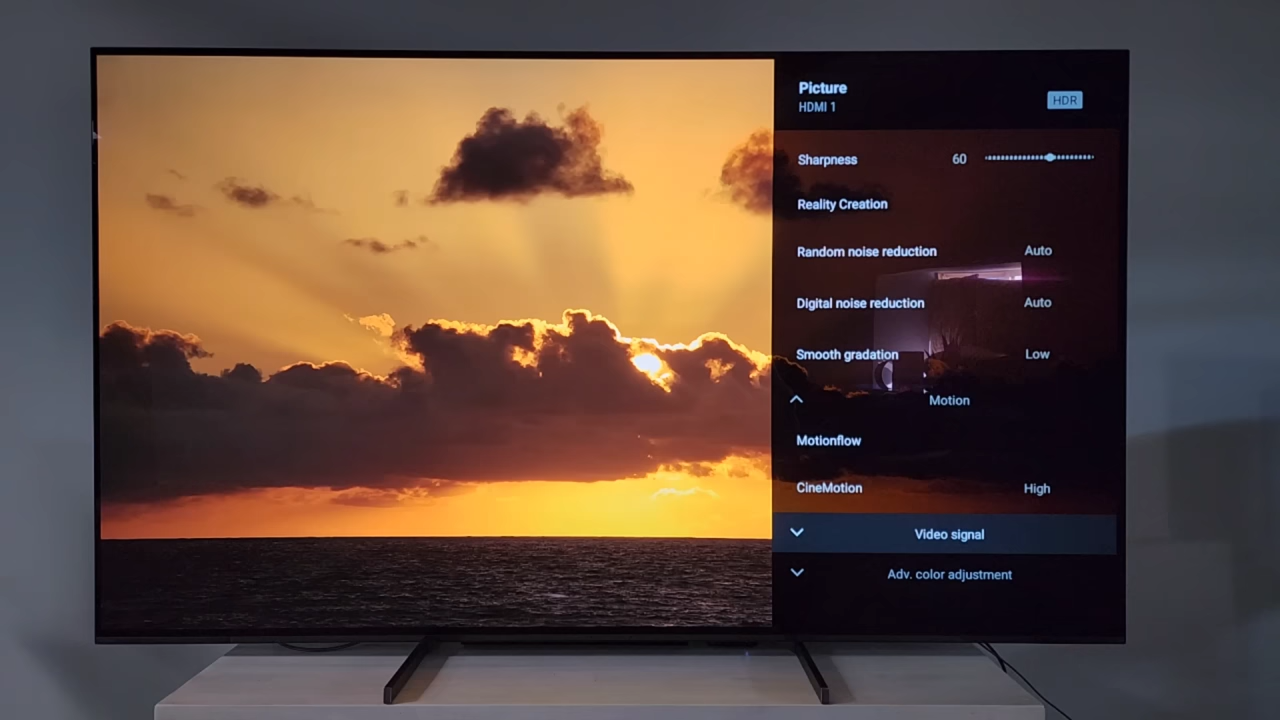 Picture
HDMI 1
HDR
Sharpness 60
Reality Creation
Random noise reduction Auto
Digital noise reduction Auto
Smooth gradation Low
Motion
Motionflow
CineMotion High
Video signal
Adv. color adjustment